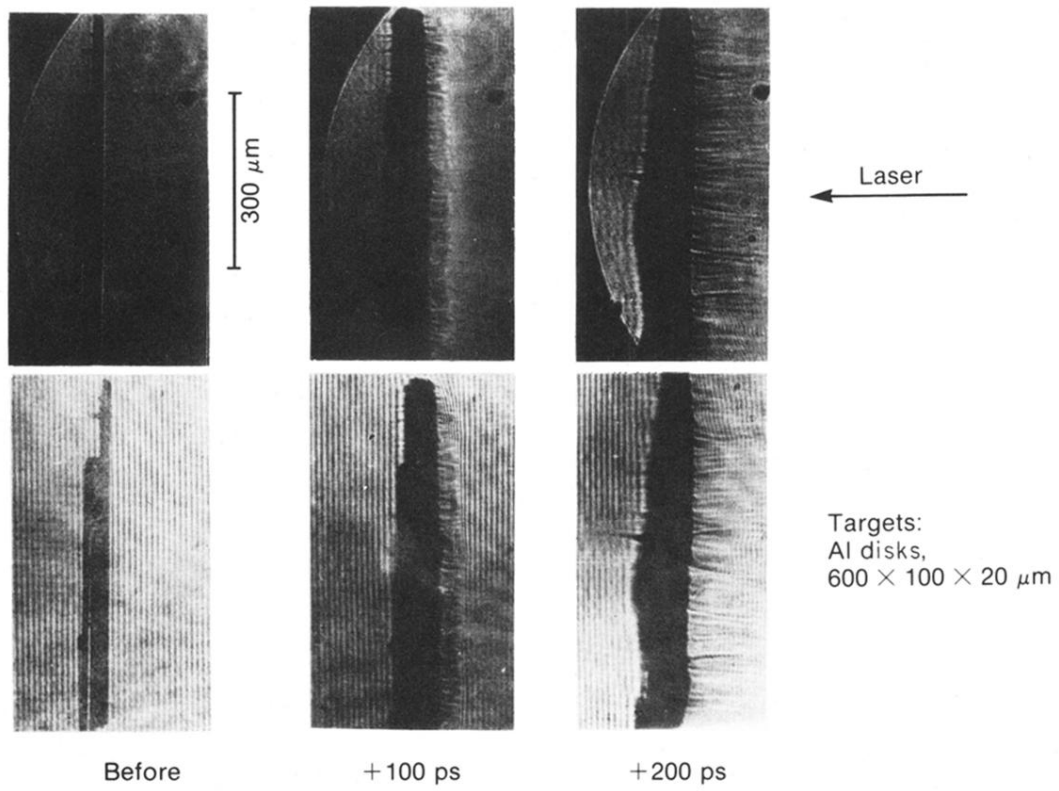 300 μm
Laser
Targets:
Al disks,
600 × 100 × 20 μm
Before
+100 ps
+200 ps